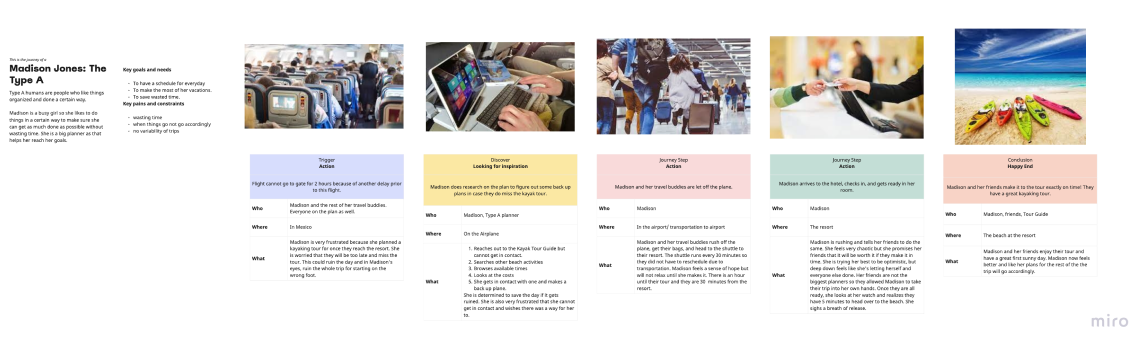 This is the journey of a
Madison Jones: The
Type A
Type A humans are people who like things
organized and done a certain way.
Madison is a busy girl so she likes to do
things in a certain way to make sure she
can get as much done as possible without
wasting time. She is a big planner as that
helps her reach her goals.
Key goals and needs
- To have a schedule for everyday
- To make the most of her vacations.
- To save wasted time.
Key pains and constraints
- wasting time
- when things go not go accordingly
- no variability of trips
Trigger
Action
Flight cannot go to gate for 2 hours because of another delay prior
to this flight.
Who
Madison and the rest of her travel buddies.
Everyone on the plan as well.
Where
In Mexico
What
Madison is very frustrated because she planned a
kayaking tour for once they reach the resort. She
is worried that they will be too late and miss the
tour. This could ruin the day and in Madison's
eyes, ruin the whole trip for starting on the
wrong foot.
Discover
Looking for inspiration
Madison does research on the plan to figure out some back up
plans in case they do miss the kayak tour.
Who
Madison, Type A planner
Where
On the Airplane
What
1. Reaches out to the Kayak Tour Guide but
cannot get in contact.
2. Searches other beach activities
3. Browses available times
4. Looks at the costs
5. She gets in contact with one and makes a
back up plane.
She is determined to save the day if it gets
ruined. She is also very frustrated that she cannot
get in contact and wishes there was a way for her
to.
Journey Step
Action
Madison and her travel buddies are let off the plane.
Who
Madison
Where
In the airport/ transportation to airport
What
Madison and her travel buddies rush off the
plane, get their bags, and head to the shuttle to
their resort. The shuttle runs every 30 minutes so
they did not have to reschedule due to
transportation. Madison feels a sense of hope but
will not relax until she makes it. There is an hour
until their tour and they are 30 minutes from the
resort.
Journey Step
Action
Madison arrives to the hotel, checks in, and gets ready in her
room.
Who
Madison
Where
The resort
What
Madison is rushing and tells her friends to do the
same. She feels very chaotic but she promises her
friends that it will be worth it if they make it in
time. She is trying her best to be optimistic, but
deep down feels like she's letting herself and
everyone else done. Her friends are not the
biggest planners so they allowed Madison to take
their trip into her own hands. Once they are all
ready, she looks at her watch and realizes they
have 5 minutes to head over to the beach. She
sighs a breath of release.
Conclusion
Happy End
Madison and her friends make it to the tour exactly on time! They
have a great kayaking tour.
Who
Madison, friends, Tour Guide
Where
The beach at the resort
What
Madison and her friends enjoy their tour and
have a great first sunny day. Madison now feels
better and like her plans for the rest of the the
trip will go accordingly.
miro